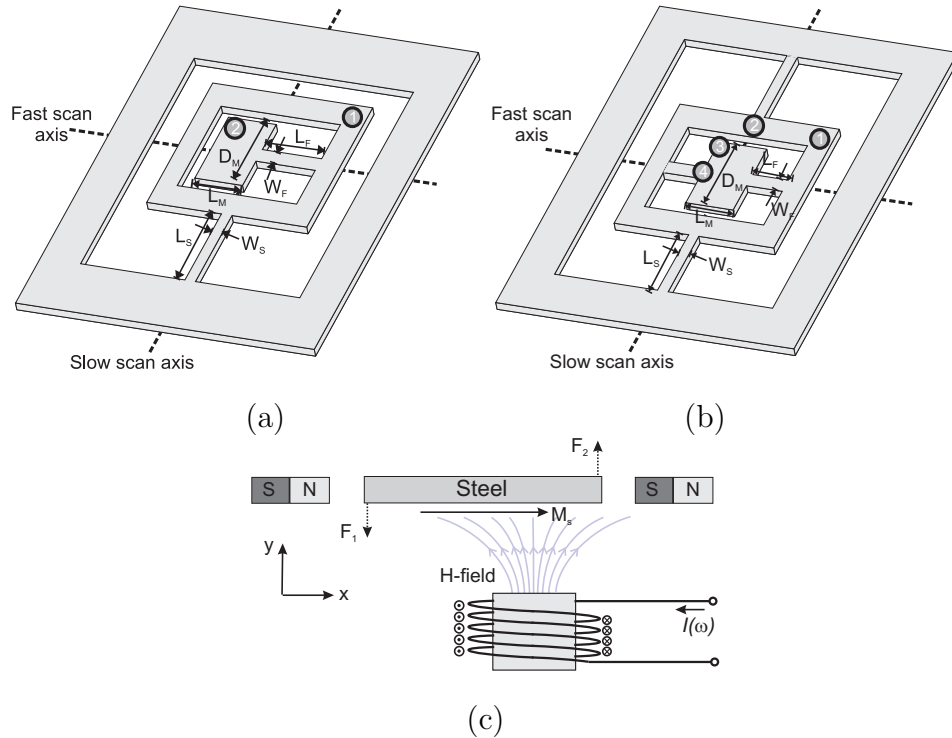 Fast scan
axis
1
2
L_F
D_M
W_F
L_M
L_S
W_S
Slow scan axis
(a)
Fast scan
axis
1
2
3
4
L_F
D_M
W_F
L_M
L_S
W_S
Slow scan axis
(b)
F_2
S N
Steel
S N
F_1
M_s
y
x
H-field
I(ω)
(c)